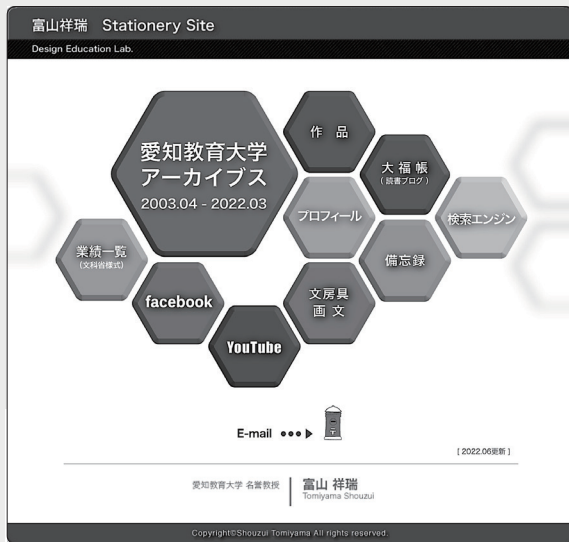 富山祥瑞 Stationery Site
Design Education Lab.
愛知教育大学
アーカイブス
2003.04 - 2022.03
作 品
大 福 帳
( 読書ブログ )
プロフィール
検索エンジン
業績一覧
(文科省様式)
備忘録
facebook
文房具
画 文
YouTube
E-mail
[ 2022.06更新 ]
愛知教育大学 名誉教授
富山 祥瑞
Tomiyama Shouzui
Copyright©Shouzui Tomiyama All rights reserved.